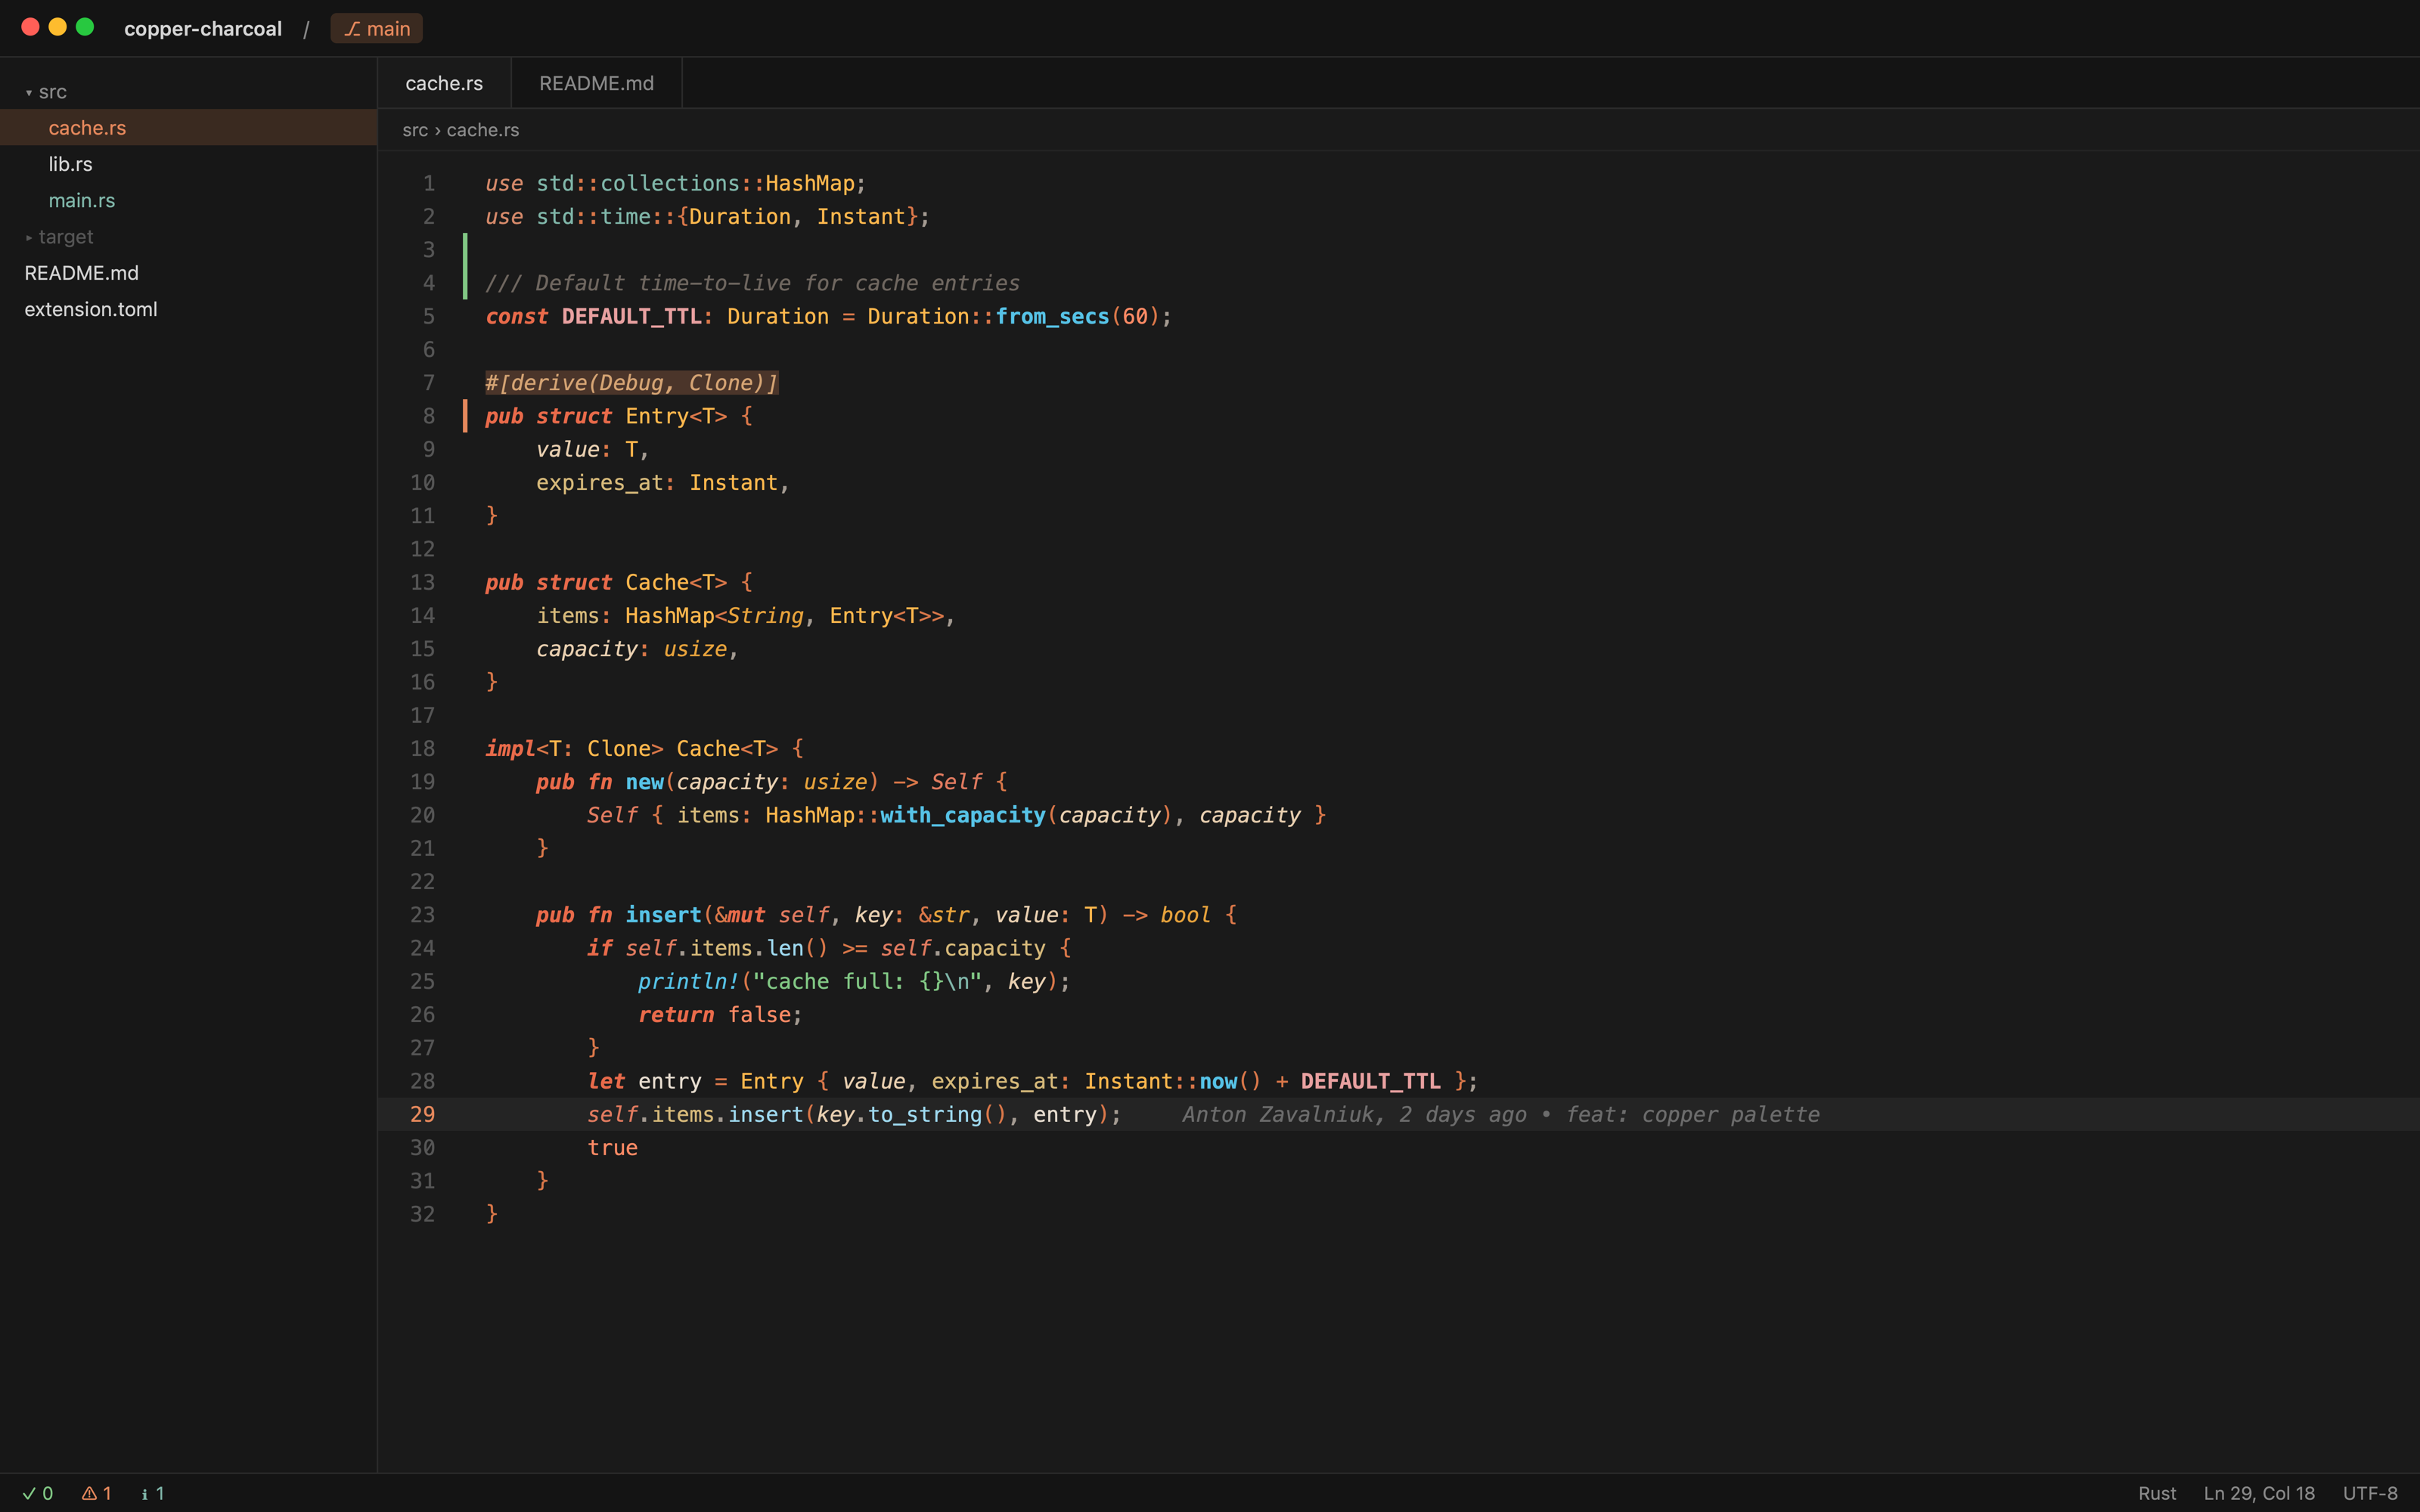 copper-charcoal / ⎇ main
src
cache.rs
lib.rs
main.rs
target
README.md
extension.toml
cache.rs README.md
src › cache.rs
1 use std::collections::HashMap;
2 use std::time::{Duration, Instant};
3
4 /// Default time-to-live for cache entries
5 const DEFAULT_TTL: Duration = Duration::from_secs(60);
6
7 #[derive(Debug, Clone)]
8 pub struct Entry<T> {
9     value: T,
10     expires_at: Instant,
11 }
12
13 pub struct Cache<T> {
14     items: HashMap<String, Entry<T>>,
15     capacity: usize,
16 }
17
18 impl<T: Clone> Cache<T> {
19     pub fn new(capacity: usize) -> Self {
20         Self { items: HashMap::with_capacity(capacity), capacity }
21     }
22
23     pub fn insert(&mut self, key: &str, value: T) -> bool {
24         if self.items.len() >= self.capacity {
25             println!("cache full: {}\n", key);
26             return false;
27         }
28         let entry = Entry { value, expires_at: Instant::now() + DEFAULT_TTL };
29         self.items.insert(key.to_string(), entry);     Anton Zavalniuk, 2 days ago • feat: copper palette
30         true
31     }
32 }
✓ 0 ⚠ 1 ℹ 1 Rust Ln 29, Col 18 UTF-8